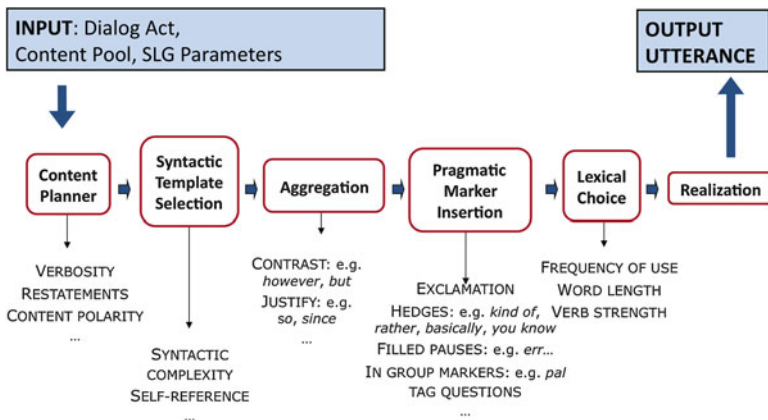 INPUT: Dialog Act,
Content Pool, SLG Parameters
OUTPUT
UTTERANCE
Content
Planner
Syntactic
Template
Selection
Aggregation
Pragmatic
Marker
Insertion
Lexical
Choice
Realization
VERBOSITY
RESTATEMENTS
CONTENT POLARITY
...
SYNTACTIC
COMPLEXITY
SELF-REFERENCE
...
CONTRAST: e.g.
however, but
JUSTIFY: e.g.
so, since
...
EXCLAMATION
HEDGES: e.g. kind of,
rather, basically, you know
FILLED PAUSES: e.g. err...
IN GROUP MARKERS: e.g. pal
TAG QUESTIONS
...
FREQUENCY OF USE
WORD LENGTH
VERB STRENGTH
...